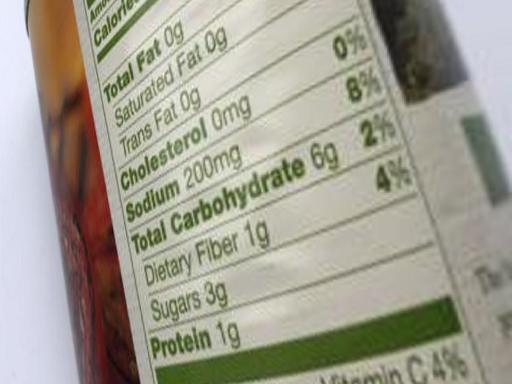 Calories
Total Fat 0g
Saturated Fat 0g
Trans Fat 0g 0%
Cholesterol 0mg 8%
Sodium 200mg 2%
Total Carbohydrate 6g 4%
Dietary Fiber 1g
Sugars 3g
Protein 1g
Vitamin C 4%